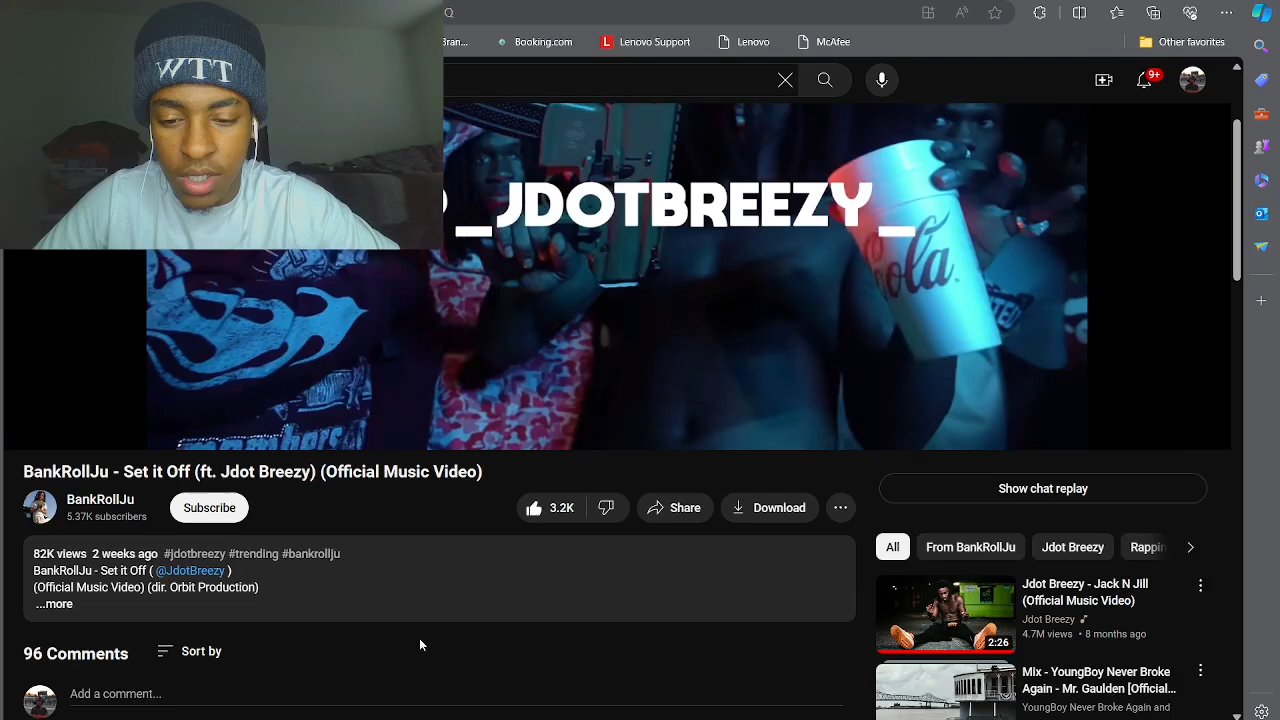 Bran...
Booking.com
Lenovo Support
Lenovo
McAfee
Other favorites
9+
WTT
_JDOTBREEZY_
Cola.
members
BankRollJu - Set it Off (ft. Jdot Breezy) (Official Music Video)
BankRollJu
5.37K subscribers
Subscribe
3.2K
Share
Download
Show chat replay
82K views 2 weeks ago #jdotbreezy #trending #bankrollju
BankRollJu - Set it Off ( @JdotBreezy )
(Official Music Video) (dir. Orbit Production)
...more
All
From BankRollJu
Jdot Breezy
Rappin
96 Comments
Sort by
Add a comment...
Jdot Breezy - Jack N Jill
(Official Music Video)
Jdot Breezy
4.7M views • 8 months ago
2:26
Mix - YoungBoy Never Broke
Again - Mr. Gaulden [Official...
YoungBoy Never Broke Again and